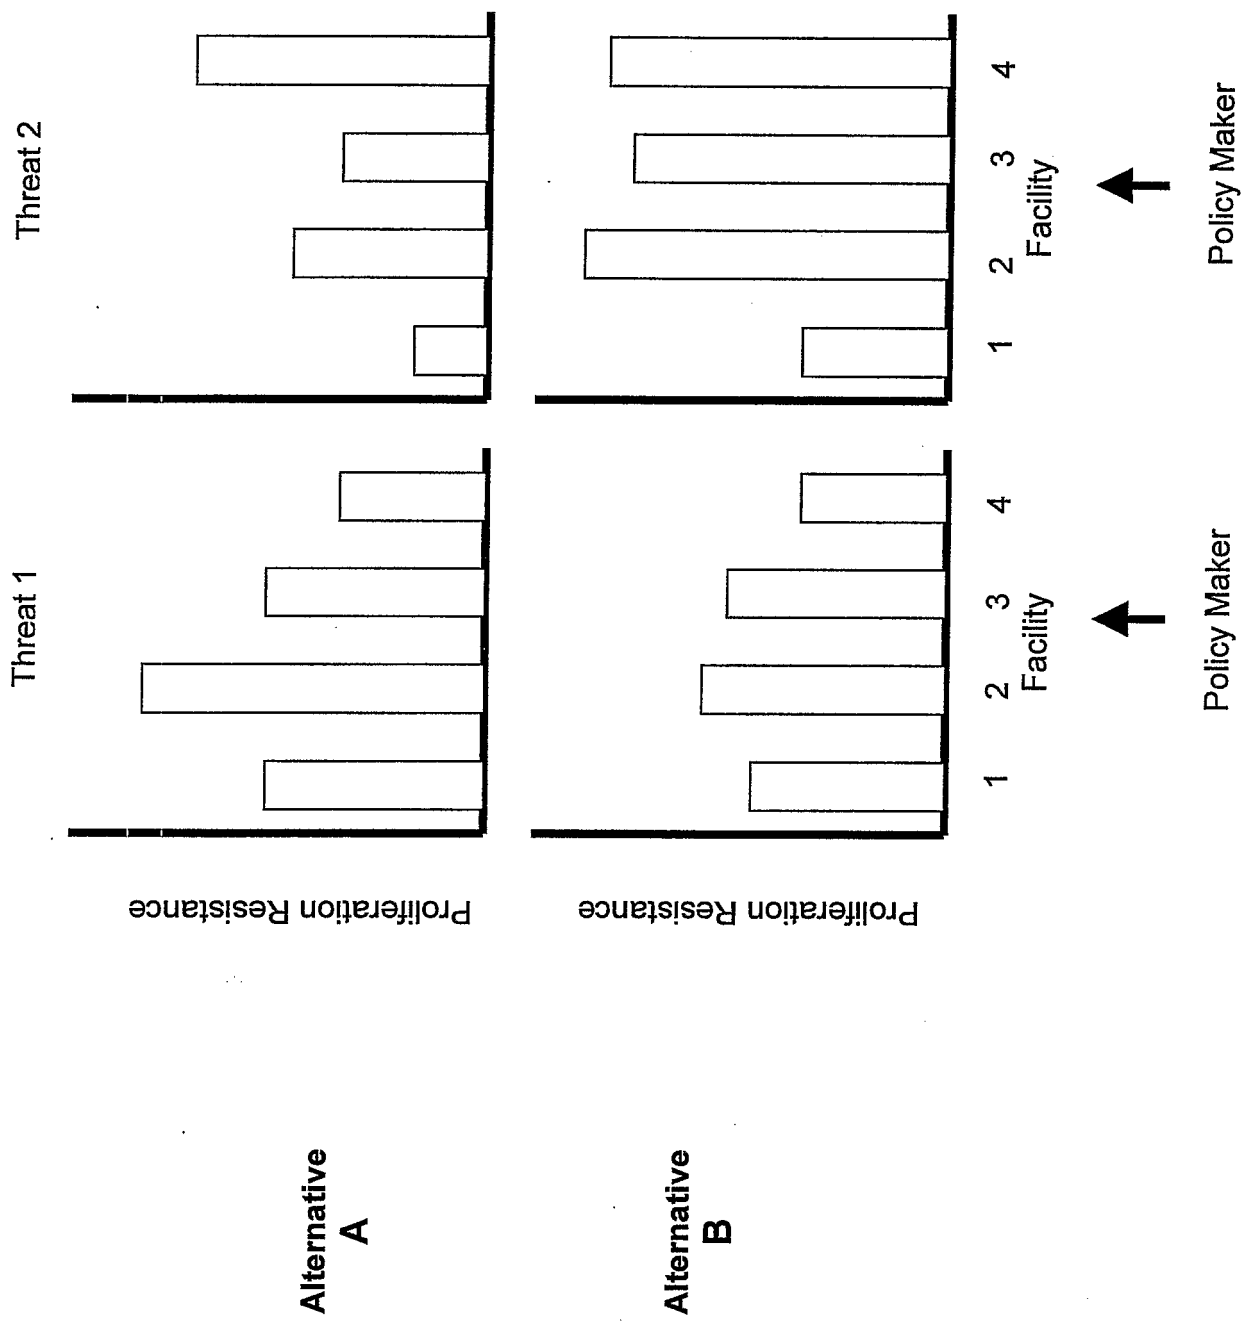 Threat 1
Threat 2
Alternative
A
Proliferation Resistance
Alternative
B
Proliferation Resistance
1 2 3 4
Facility
1 2 3 4
Facility
Policy Maker
Policy Maker